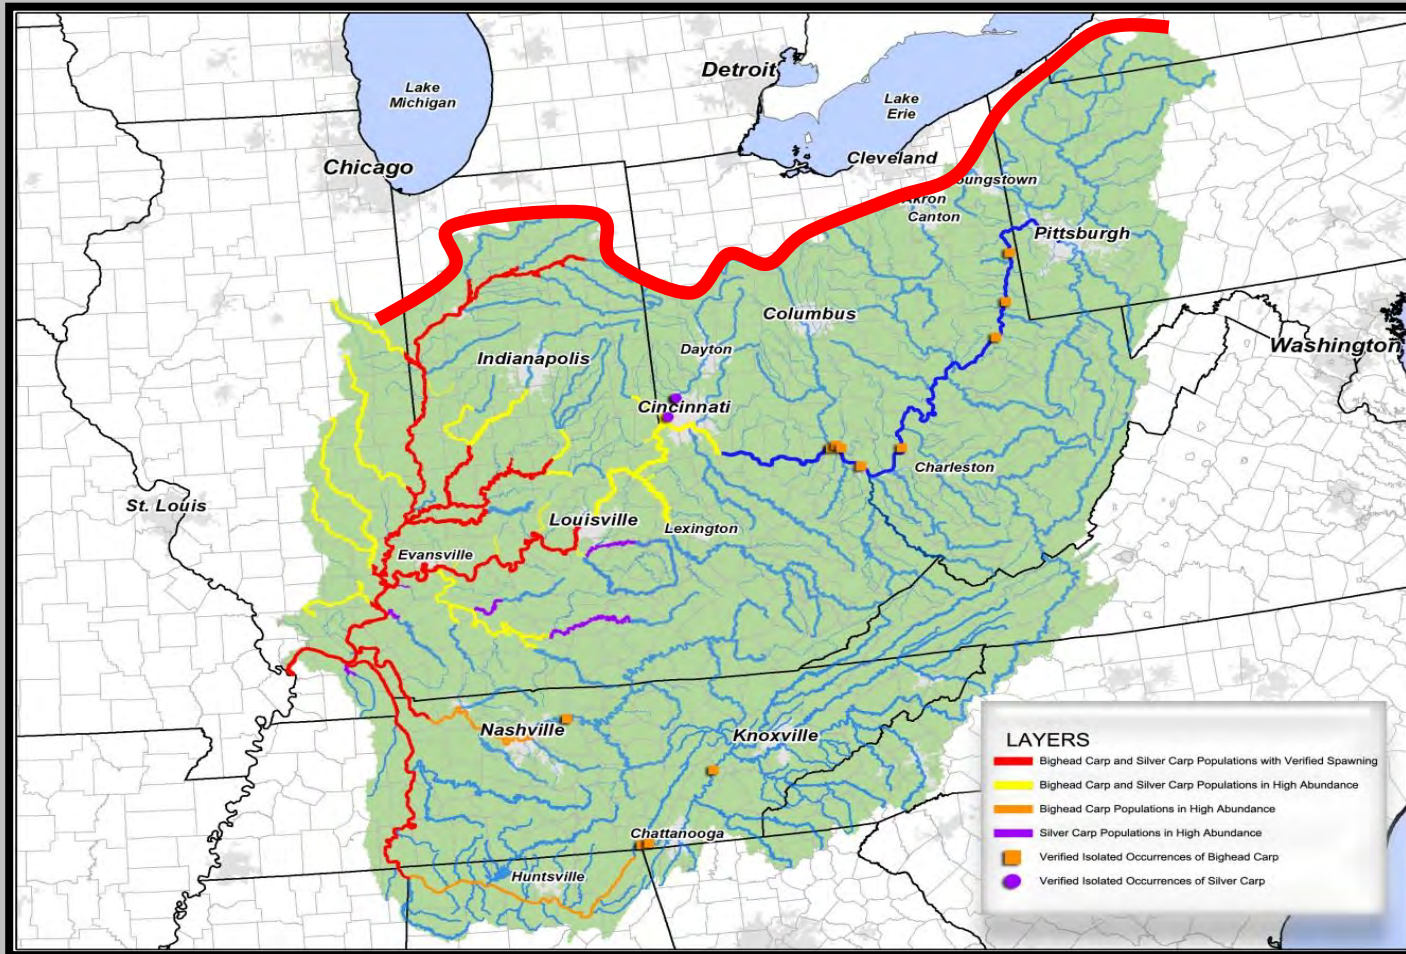 Lake
Michigan
Detroit
Lake
Erie
Chicago
Cleveland
oungstown
Akron
Canton
Pittsburgh
Columbus
Washington
Indianapolis
Dayton
Cincinnati
Charleston
St. Louis
Louisville
Lexington
Evansville
Nashville
Knoxville
Chattanooga
Huntsville
LAYERS
Bighead Carp and Silver Carp Populations with Verified Spawning
Bighead Carp and Silver Carp Populations in High Abundance
Bighead Carp Populations in High Abundance
Silver Carp Populations in High Abundance
Verified Isolated Occurrences of Bighead Carp
Verified Isolated Occurrences of Silver Carp